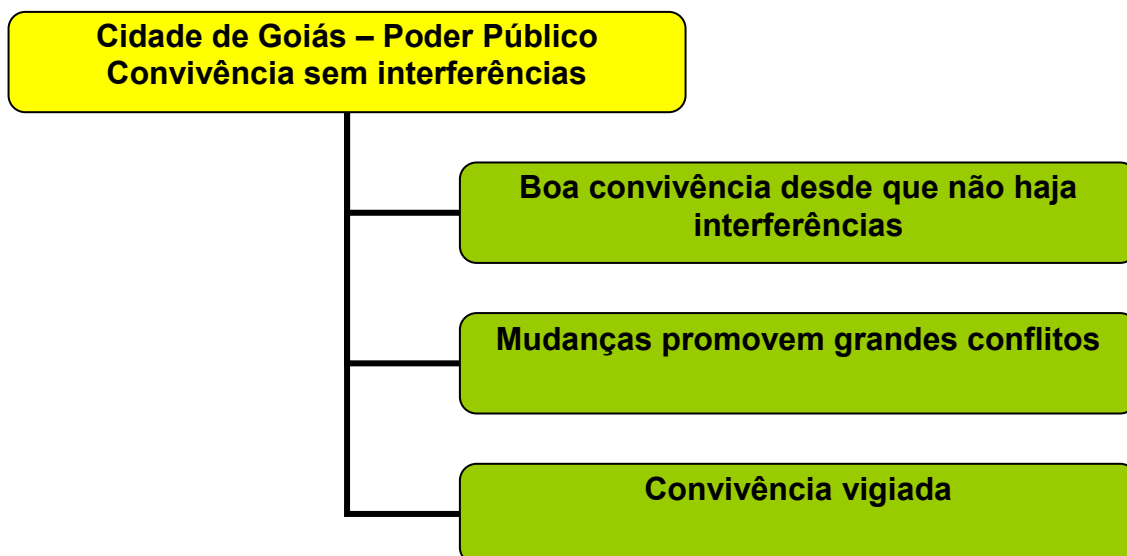 Cidade de Goiás – Poder Público
Convivência sem interferências
Boa convivência desde que não haja
interferências
Mudanças promovem grandes conflitos
Convivência vigiada